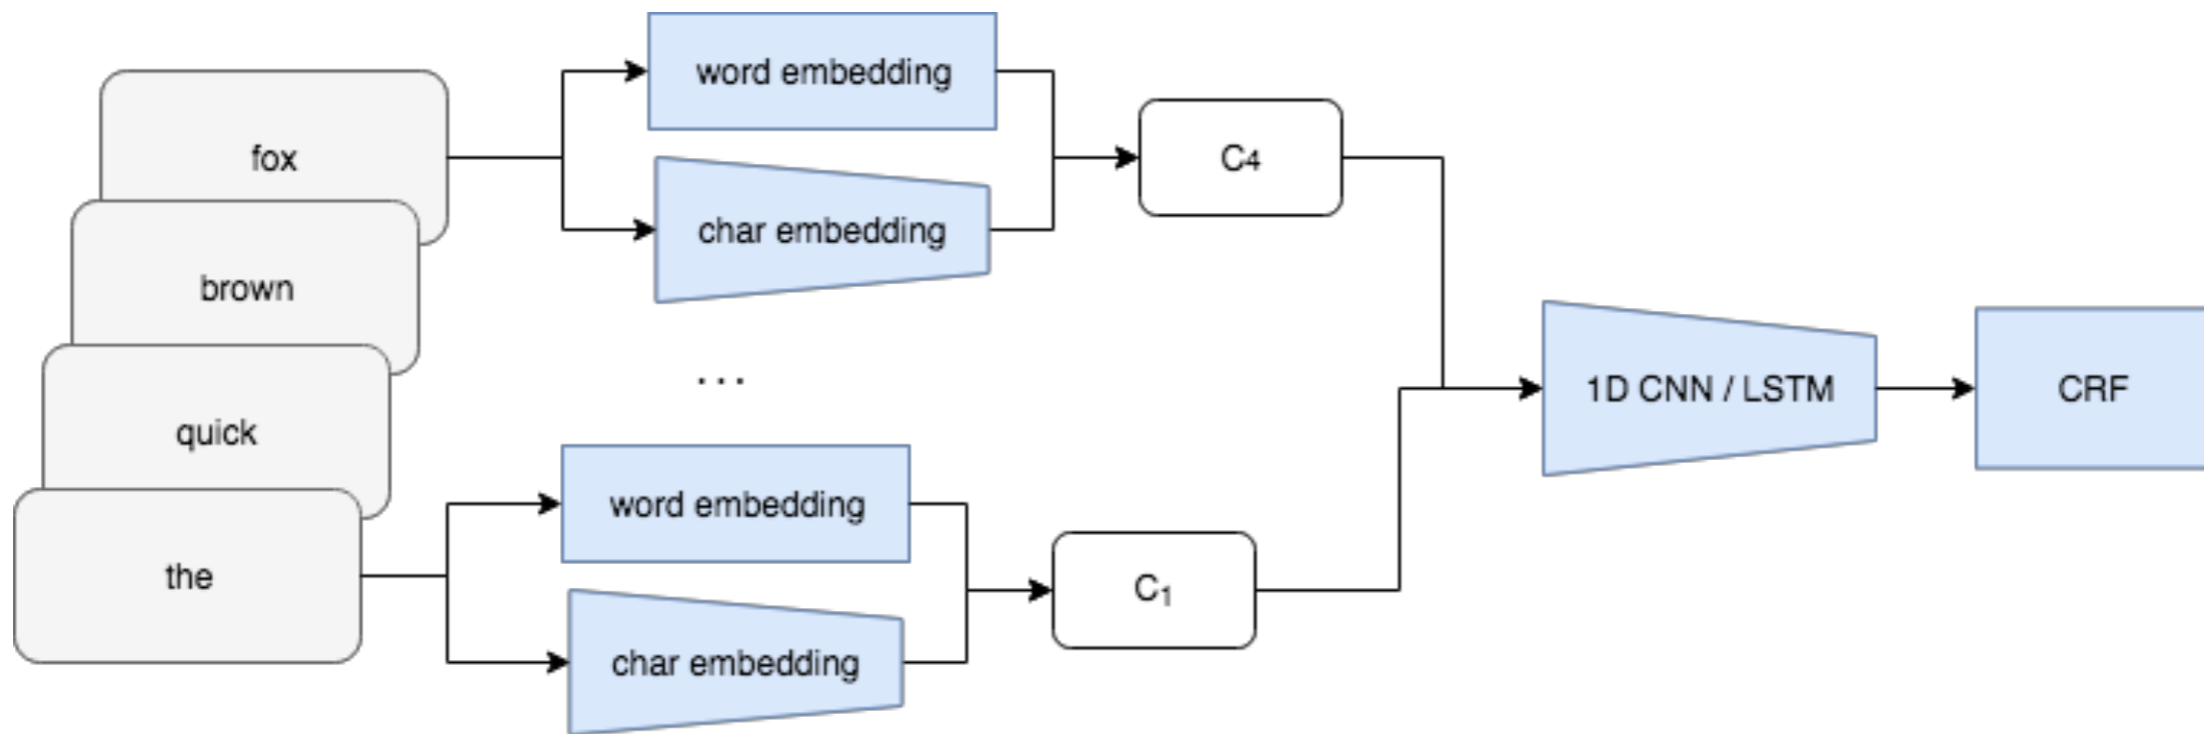 fox
brown
quick
the
word embedding
char embedding
C4
...
word embedding
char embedding
C₁
1D CNN / LSTM
CRF